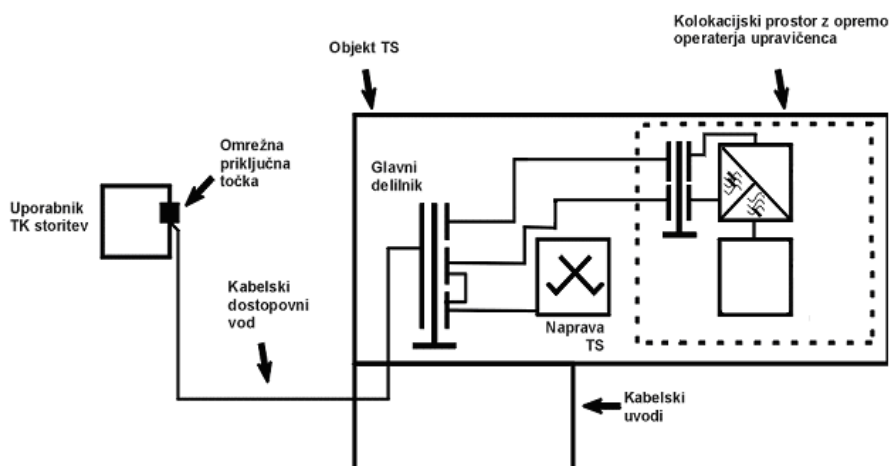 Kolokacijski prostor z opremo
operaterja upravičenca
Objekt TS
Omrežna
priključna
točka
Glavni
delilnik
Uporabnik
TK storitev
Kabelski
dostopovni
vod
Naprava
TS
Kabelski
uvodi